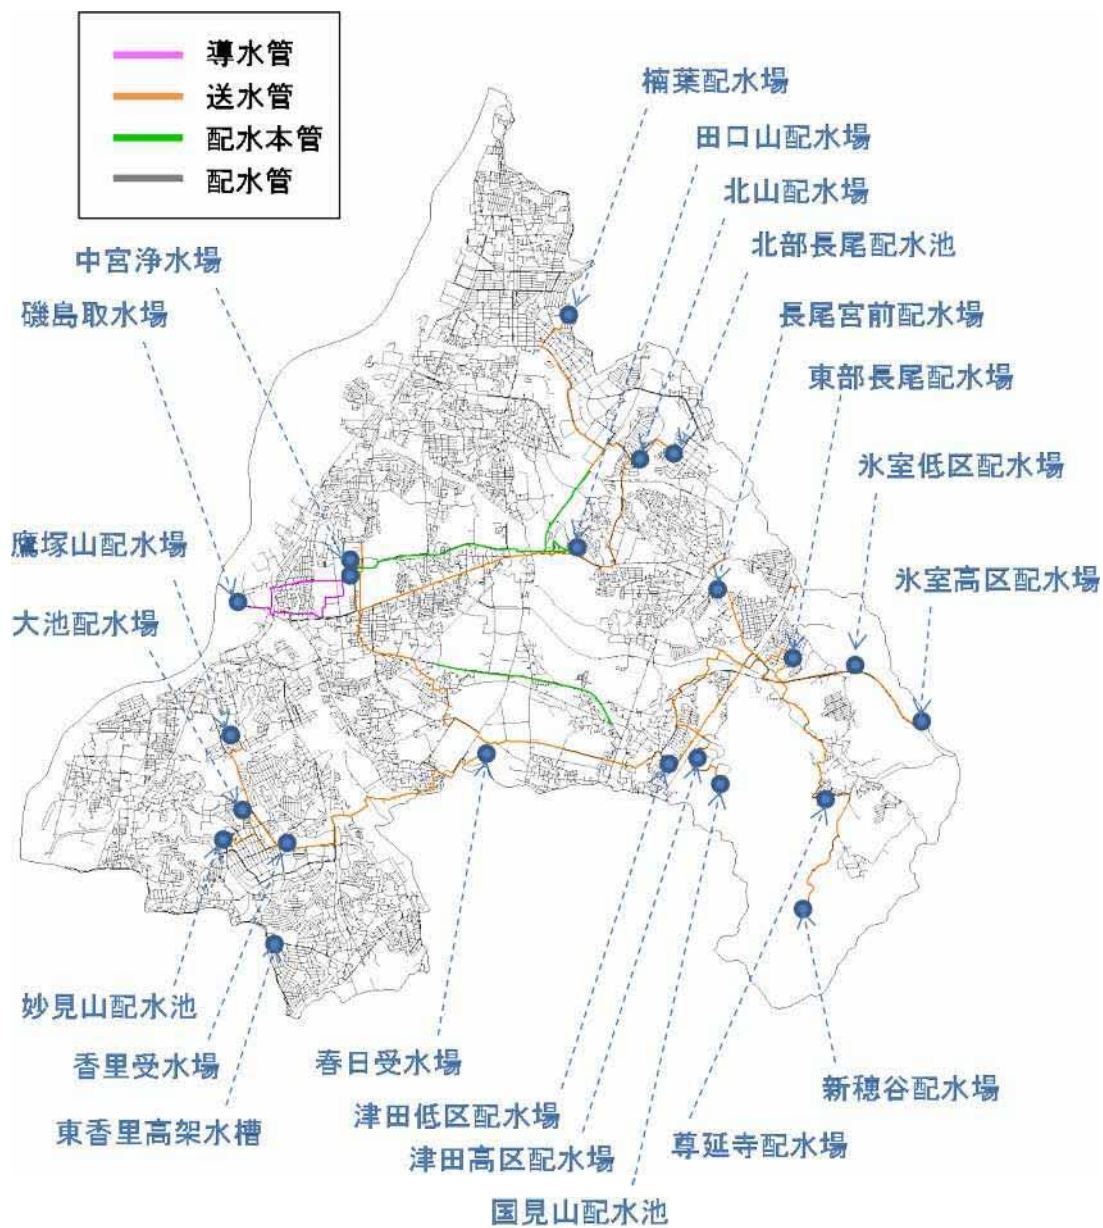 導水管
送水管
配水本管
配水管
楠葉配水場
田口山配水場
北山配水場
北部長尾配水池
長尾宮前配水場
東部長尾配水場
氷室低区配水場
氷室高区配水場
中宮浄水場
磯島取水場
鷹塚山配水場
大池配水場
妙見山配水池
香里受水場
東香里高架水槽
春日受水場
津田低区配水場
津田高区配水場
国見山配水池
尊延寺配水場
新穂谷配水場